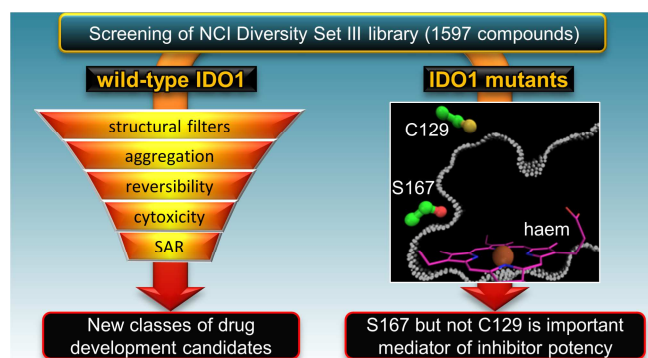 Screening of NCI Diversity Set III library (1597 compounds)
wild-type IDO1
structural filters
aggregation
reversibility
cytotoxicity
SAR
New classes of drug
development candidates
IDO1 mutants
C129
S167
haem
S167 but not C129 is important
mediator of inhibitor potency